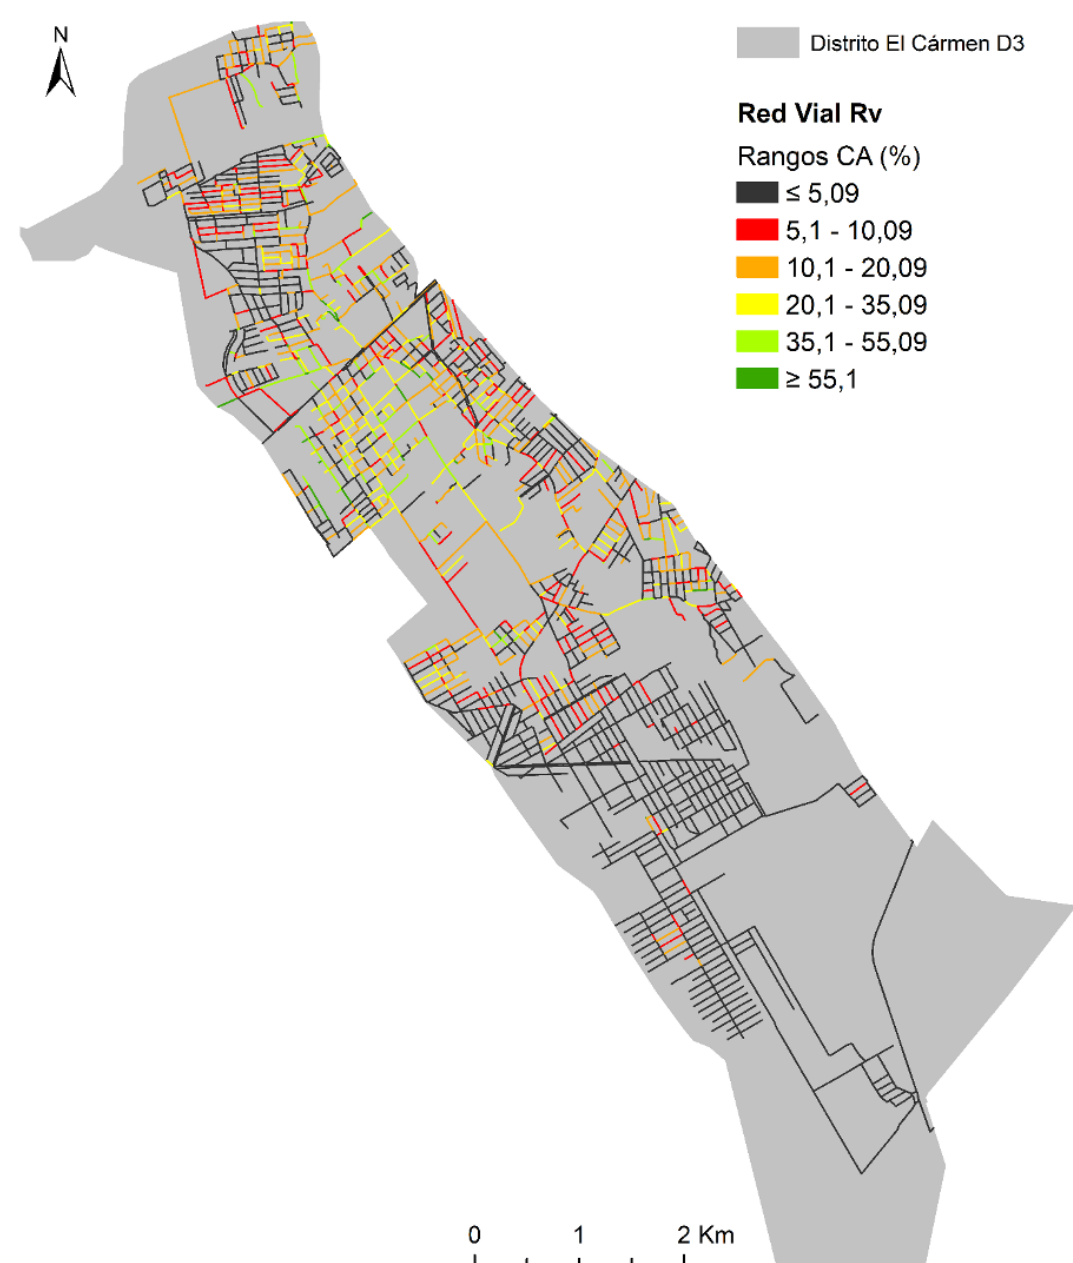 N
Distrito El Cármen D3
Red Vial Rv
Rangos CA (%)
≤ 5,09
5,1 - 10,09
10,1 - 20,09
20,1 - 35,09
35,1 - 55,09
≥ 55,1
0 1 2 Km